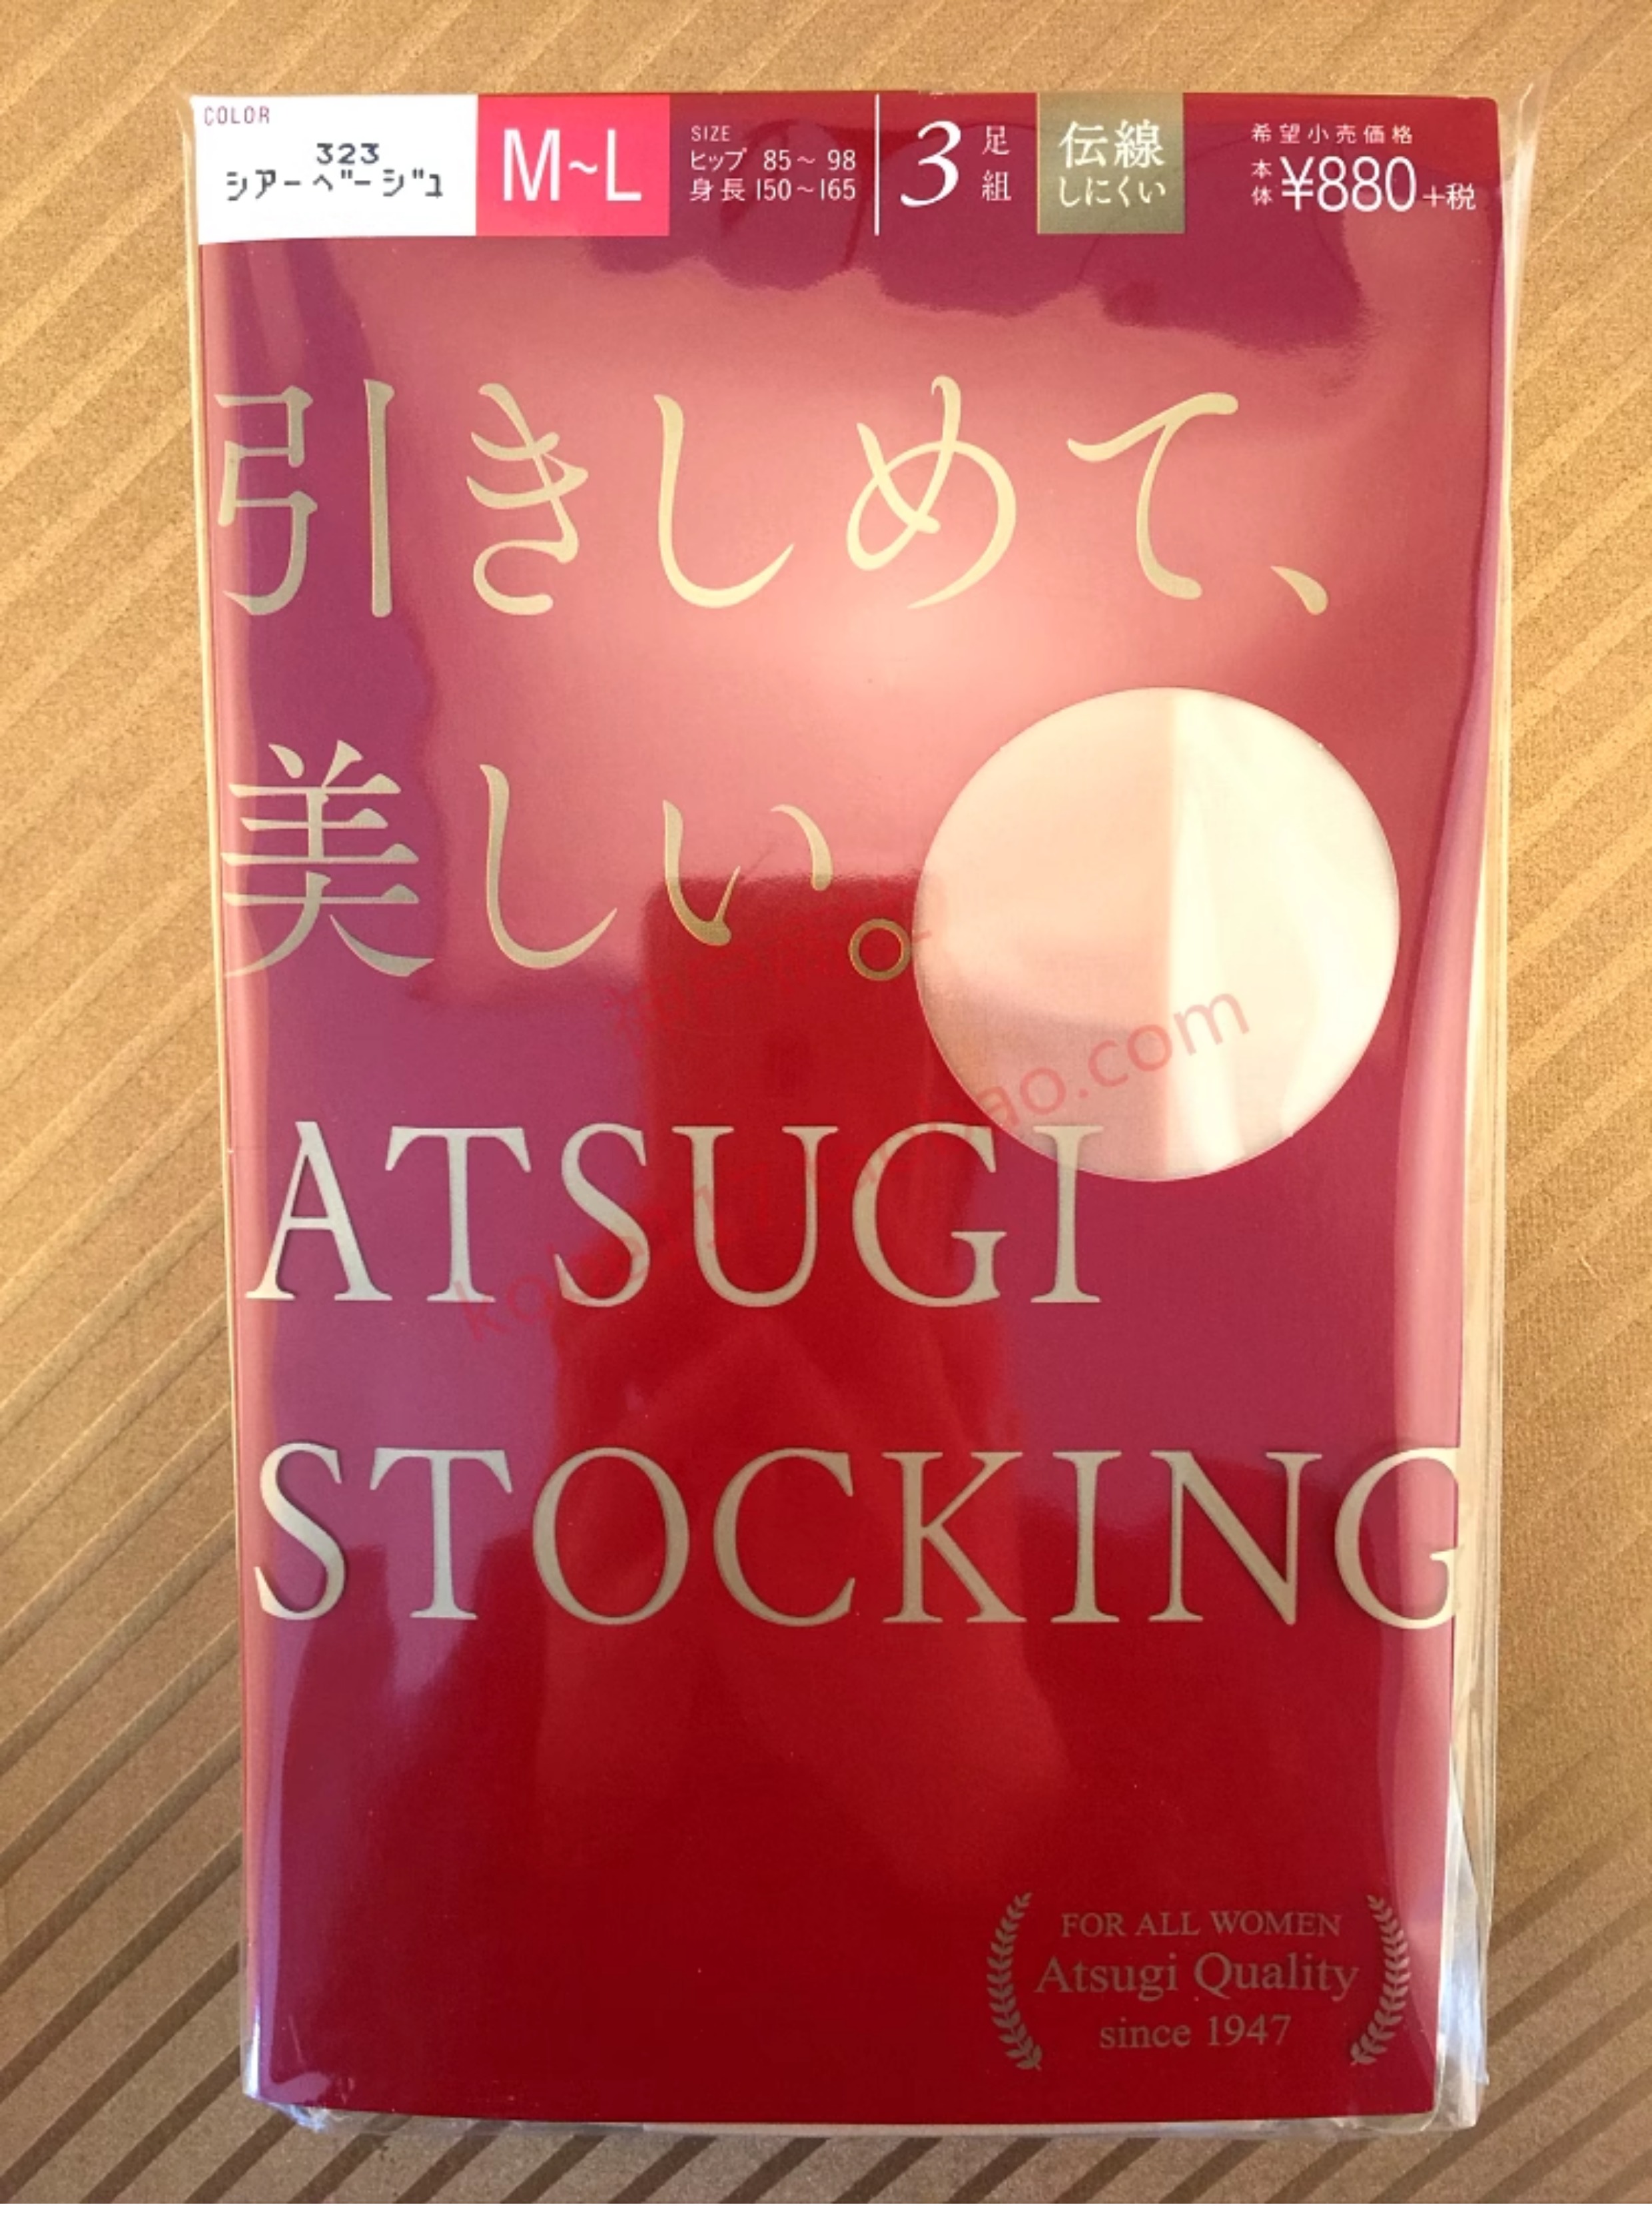 COLOR
323
シアーベージュ
M~L
SIZE
ヒップ 85～98
身長 150～165
3足組
伝線
しにくい
希望小売価格
本体 ¥880+税
引きしめて、
美しい。
ATSUGI
STOCKING
FOR ALL WOMEN
Atsugi Quality
since 1947